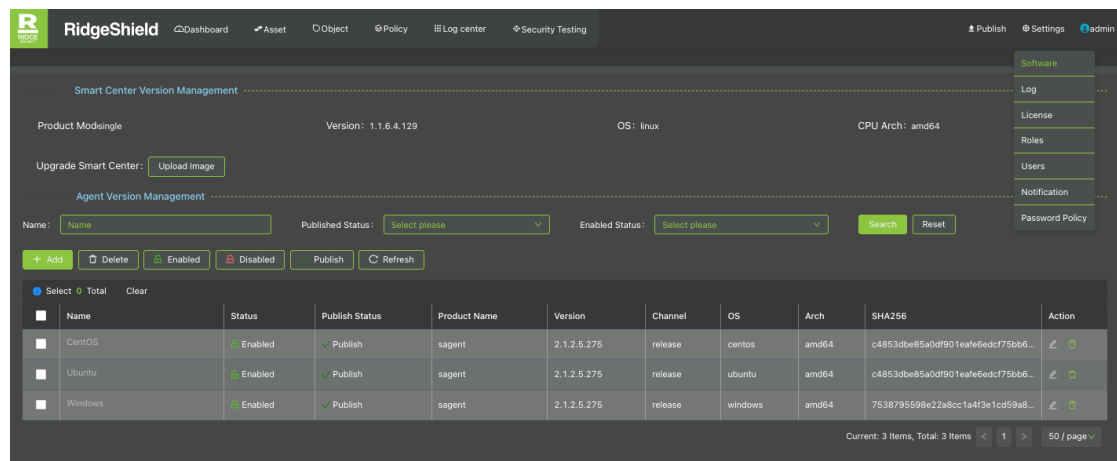 R RidgeShield Dashboard Asset Object Policy Log center Security Testing Publish Settings admin
RIDGE
Software
Smart Center Version Management
Log
License
Product Modsingle Version: 1.1.6.4.129 OS: linux CPU Arch: amd64
Roles
Upgrade Smart Center: Upload Image
Users
Agent Version Management
Notification
Password Policy
Name: Name Published Status: Select please Enabled Status: Select please Search Reset
+ Add Delete Enabled Disabled Publish Refresh
Select 0 Total Clear
Name Status Publish Status Product Name Version Channel OS Arch SHA256 Action
CentOS Enabled Publish sagent 2.1.2.5.275 release centos amd64 c4853dbe85a0df901eafe6edcf75bb6...
Ubuntu Enabled Publish sagent 2.1.2.5.275 release ubuntu amd64 c4853dbe85a0df901eafe6edcf75bb6...
Windows Enabled Publish sagent 2.1.2.5.275 release windows amd64 7538795598e22a8cc1a4f3e1cd59a8...
Current: 3 Items, Total: 3 Items < 1 > 50 / page